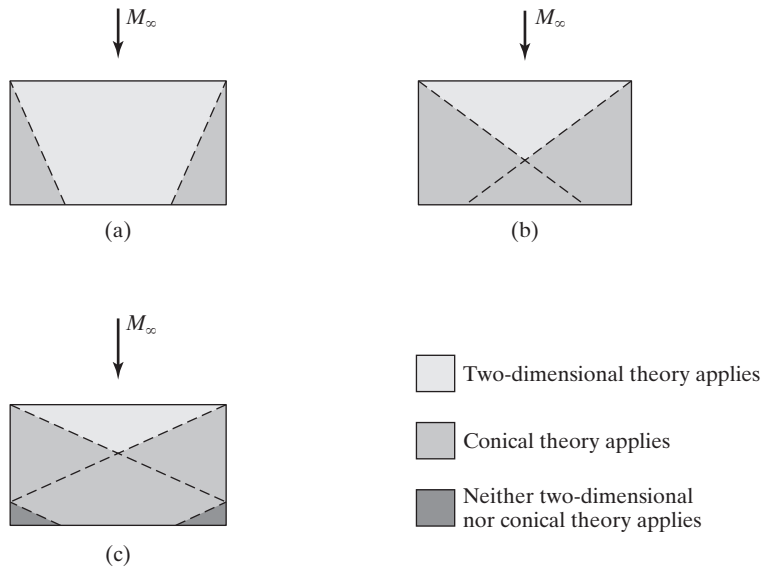 M∞
M∞
(a)
(b)
M∞
Two-dimensional theory applies
Conical theory applies
Neither two-dimensional
nor conical theory applies
(c)